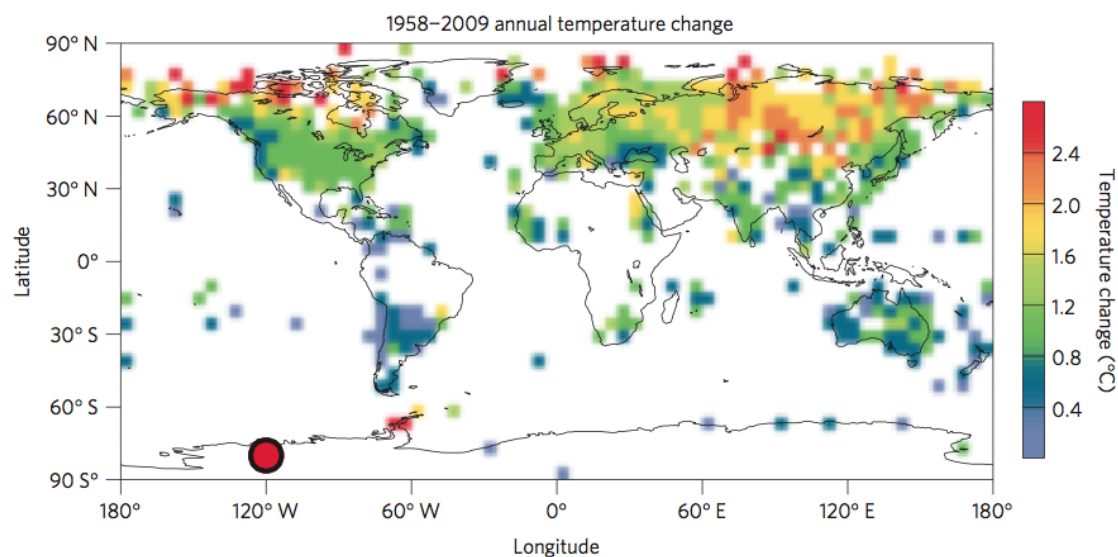 1958–2009 annual temperature change
90° N
60° N
30° N
0°
30° S
60° S
90 S°
Latitude
180°
120° W
60° W
0°
60° E
120° E
180°
Longitude
2.4
2.0
1.6
1.2
0.8
0.4
Temperature change (°C)